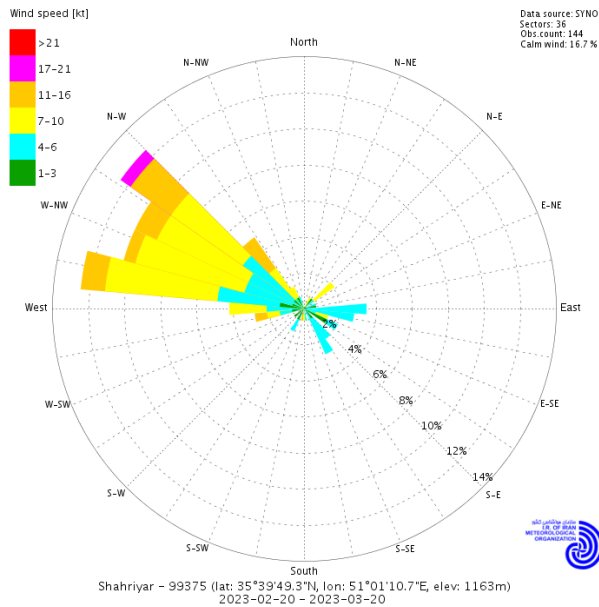 Wind speed [kt]
>21
17-21
11-16
7-10
4-6
1-3
Data source: SYNO
Sectors: 36
Obs.count: 144
Calm wind: 16.7 %
North
N-NW
N-NE
N-W
N-E
W-NW
E-NE
West
East
2%
4%
6%
8%
10%
12%
14%
W-SW
E-SE
S-W
S-E
S-SW
S-SE
South
I.R. OF IRAN
METEOROLOGICAL
ORGANIZATION
Shahriyar - 99375 (lat: 35°39'49.3"N, lon: 51°01'10.7"E, elev: 1163m)
2023-02-20 - 2023-03-20